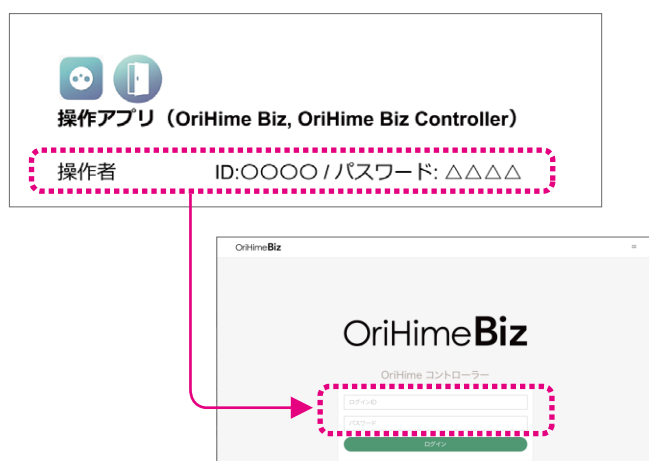 操作アプリ（OriHime Biz, OriHime Biz Controller）
操作者 ID:〇〇〇〇 / パスワード: △△△△
OriHimeBiz
OriHimeBiz
OriHime コントローラー
ログインID
パスワード
ログイン